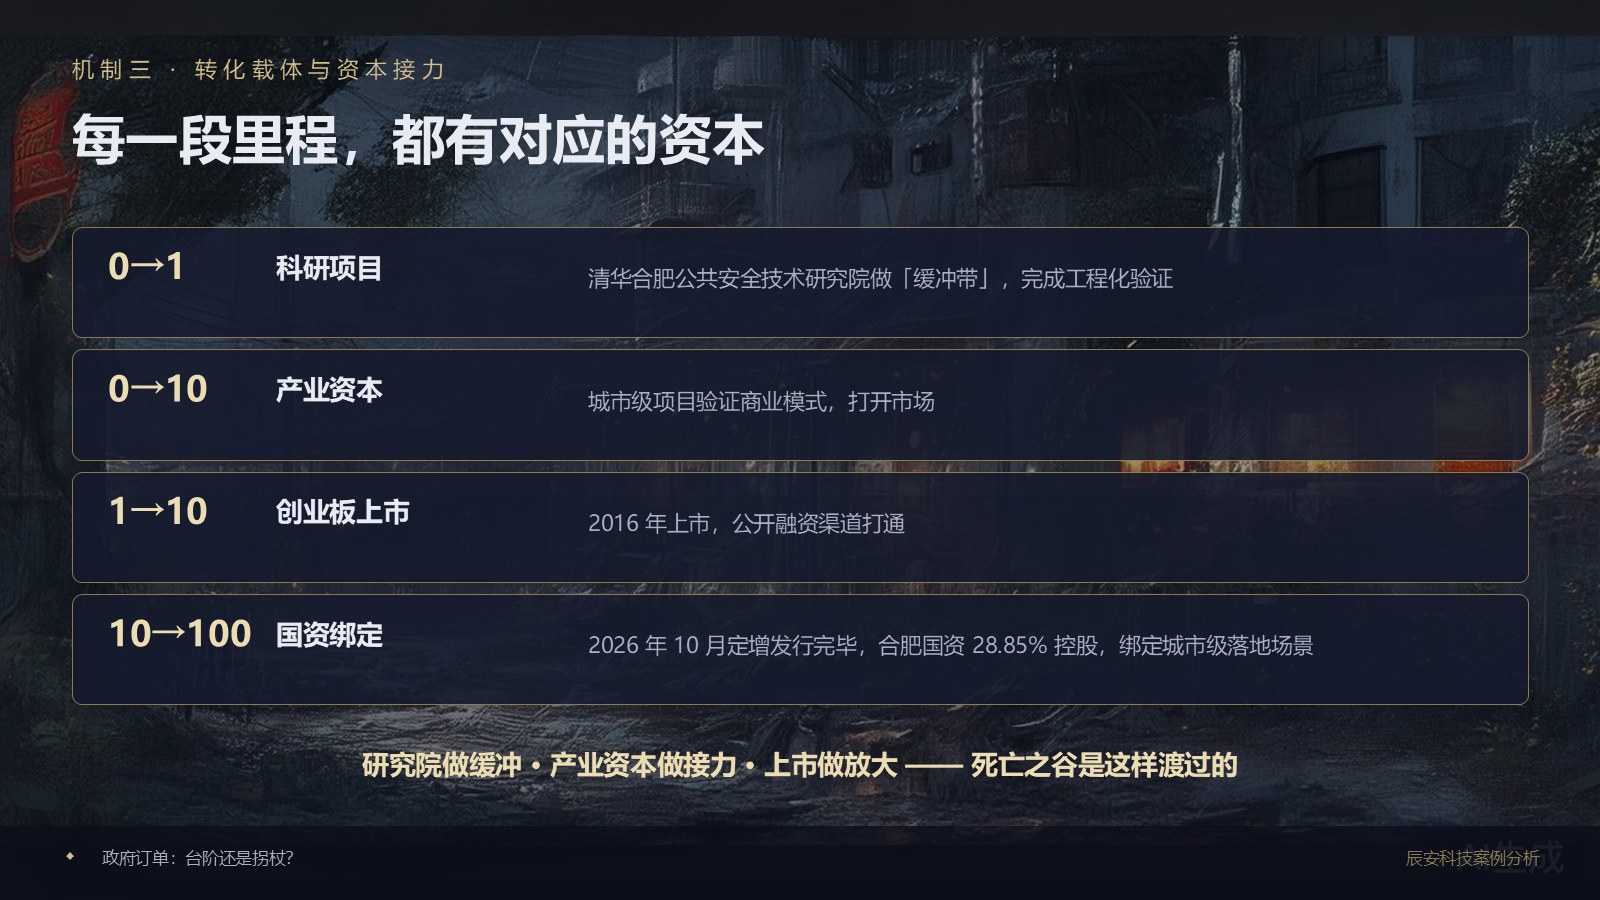 机制三 · 转化载体与资本接力
每一段里程，都有对应的资本
0→1 科研项目 清华合肥公共安全技术研究院做「缓冲带」，完成工程化验证
0→10 产业资本 城市级项目验证商业模式，打开市场
1→10 创业板上市 2016 年上市，公开融资渠道打通
10→100 国资绑定 2026 年 10 月定增发行完毕，合肥国资 28.85% 控股，绑定城市级落地场景
研究院做缓冲 • 产业资本做接力 • 上市做放大 —— 死亡之谷是这样渡过的
政府订单：台阶还是拐杖？
辰安科技案例分析
AI生成